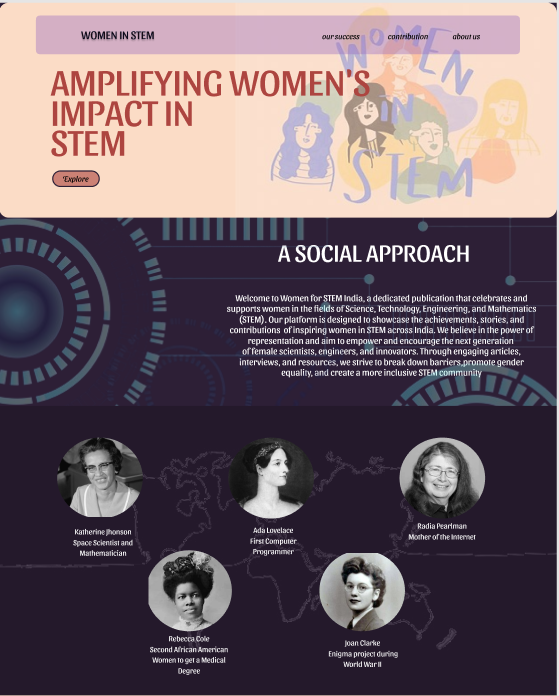 WOMEN IN STEM
our success
contribution
about us
WOMEN
IN
STEM
AMPLIFYING WOMEN'S
IMPACT IN
STEM
Explore
A SOCIAL APPROACH
Welcome to Women for STEM India, a dedicated publication that celebrates and
supports women in the fields of Science, Technology, Engineering, and Mathematics
(STEM). Our platform is designed to showcase the achievements, stories, and
contributions of inspiring women in STEM across India. We believe in the power of
representation and aim to empower and encourage the next generation
of female scientists, engineers, and innovators. Through engaging articles,
interviews, and resources, we strive to break down barriers,promote gender
equality, and create a more inclusive STEM community
Katherine Jhonson
Space Scientist and
Mathematician
Ada Lovelace
First Computer
Programmer
Radia Pearlman
Mother of the Internet
Rebecca Cole
Second African American
Women to get a Medical
Degree
Joan Clarke
Enigma project during
World War II